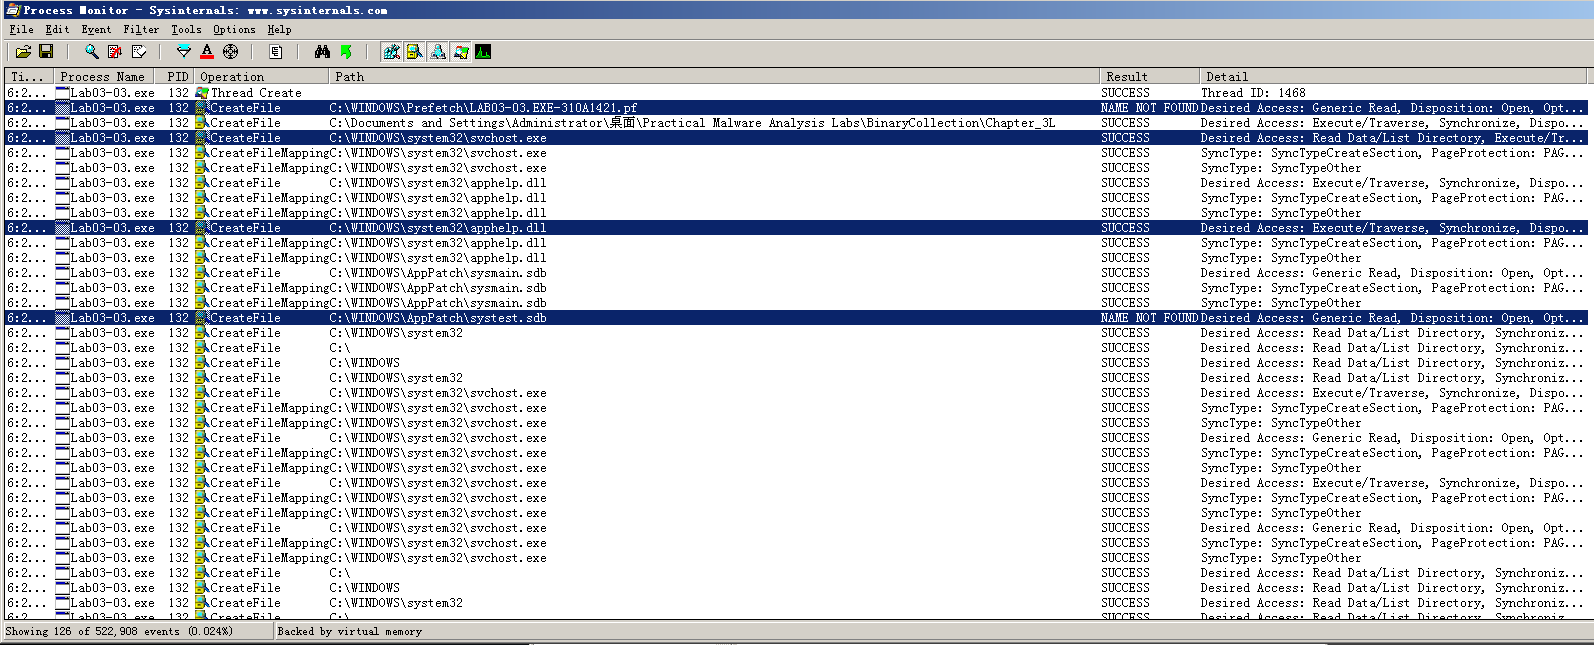 Process Monitor - Sysinternals: www.sysinternals.com
File Edit Event Filter Tools Options Help
Ti... Process Name PID Operation Path Result Detail
6:2... Lab03-03.exe 132 Thread Create SUCCESS Thread ID: 1468
6:2... Lab03-03.exe 132 CreateFile C:\WINDOWS\Prefetch\LAB03-03.EXE-310A1421.pf NAME NOT FOUND Desired Access: Generic Read, Disposition: Open, Opt...
6:2... Lab03-03.exe 132 CreateFile C:\Documents and Settings\Administrator\桌面\Practical Malware Analysis Labs\BinaryCollection\Chapter_3L SUCCESS Desired Access: Execute/Traverse, Synchronize, Dispo...
6:2... Lab03-03.exe 132 CreateFile C:\WINDOWS\system32\svchost.exe SUCCESS Desired Access: Read Data/List Directory, Execute/Tr...
6:2... Lab03-03.exe 132 CreateFileMapping C:\WINDOWS\system32\svchost.exe SUCCESS SyncType: SyncTypeCreateSection, PageProtection: PAG...
6:2... Lab03-03.exe 132 CreateFileMapping C:\WINDOWS\system32\svchost.exe SUCCESS SyncType: SyncTypeOther
6:2... Lab03-03.exe 132 CreateFile C:\WINDOWS\system32\apphelp.dll SUCCESS Desired Access: Execute/Traverse, Synchronize, Dispo...
6:2... Lab03-03.exe 132 CreateFileMapping C:\WINDOWS\system32\apphelp.dll SUCCESS SyncType: SyncTypeCreateSection, PageProtection: PAG...
6:2... Lab03-03.exe 132 CreateFileMapping C:\WINDOWS\system32\apphelp.dll SUCCESS SyncType: SyncTypeOther
6:2... Lab03-03.exe 132 CreateFile C:\WINDOWS\system32\apphelp.dll SUCCESS Desired Access: Execute/Traverse, Synchronize, Dispo...
6:2... Lab03-03.exe 132 CreateFileMapping C:\WINDOWS\system32\apphelp.dll SUCCESS SyncType: SyncTypeCreateSection, PageProtection: PAG...
6:2... Lab03-03.exe 132 CreateFileMapping C:\WINDOWS\system32\apphelp.dll SUCCESS SyncType: SyncTypeOther
6:2... Lab03-03.exe 132 CreateFile C:\WINDOWS\AppPatch\sysmain.sdb SUCCESS Desired Access: Generic Read, Disposition: Open, Opt...
6:2... Lab03-03.exe 132 CreateFileMapping C:\WINDOWS\AppPatch\sysmain.sdb SUCCESS SyncType: SyncTypeCreateSection, PageProtection: PAG...
6:2... Lab03-03.exe 132 CreateFileMapping C:\WINDOWS\AppPatch\sysmain.sdb SUCCESS SyncType: SyncTypeOther
6:2... Lab03-03.exe 132 CreateFile C:\WINDOWS\AppPatch\systest.sdb NAME NOT FOUND Desired Access: Generic Read, Disposition: Open, Opt...
6:2... Lab03-03.exe 132 CreateFile C:\WINDOWS\system32 SUCCESS Desired Access: Read Data/List Directory, Synchroniz...
6:2... Lab03-03.exe 132 CreateFile C:\ SUCCESS Desired Access: Read Data/List Directory, Synchroniz...
6:2... Lab03-03.exe 132 CreateFile C:\WINDOWS SUCCESS Desired Access: Read Data/List Directory, Synchroniz...
6:2... Lab03-03.exe 132 CreateFile C:\WINDOWS\system32 SUCCESS Desired Access: Read Data/List Directory, Synchroniz...
6:2... Lab03-03.exe 132 CreateFile C:\WINDOWS\system32\svchost.exe SUCCESS Desired Access: Execute/Traverse, Synchronize, Dispo...
6:2... Lab03-03.exe 132 CreateFileMapping C:\WINDOWS\system32\svchost.exe SUCCESS SyncType: SyncTypeCreateSection, PageProtection: PAG...
6:2... Lab03-03.exe 132 CreateFileMapping C:\WINDOWS\system32\svchost.exe SUCCESS SyncType: SyncTypeOther
6:2... Lab03-03.exe 132 CreateFile C:\WINDOWS\system32\svchost.exe SUCCESS Desired Access: Generic Read, Disposition: Open, Opt...
6:2... Lab03-03.exe 132 CreateFileMapping C:\WINDOWS\system32\svchost.exe SUCCESS SyncType: SyncTypeCreateSection, PageProtection: PAG...
6:2... Lab03-03.exe 132 CreateFileMapping C:\WINDOWS\system32\svchost.exe SUCCESS SyncType: SyncTypeOther
6:2... Lab03-03.exe 132 CreateFile C:\WINDOWS\system32\svchost.exe SUCCESS Desired Access: Execute/Traverse, Synchronize, Dispo...
6:2... Lab03-03.exe 132 CreateFileMapping C:\WINDOWS\system32\svchost.exe SUCCESS SyncType: SyncTypeCreateSection, PageProtection: PAG...
6:2... Lab03-03.exe 132 CreateFileMapping C:\WINDOWS\system32\svchost.exe SUCCESS SyncType: SyncTypeOther
6:2... Lab03-03.exe 132 CreateFile C:\WINDOWS\system32\svchost.exe SUCCESS Desired Access: Generic Read, Disposition: Open, Opt...
6:2... Lab03-03.exe 132 CreateFileMapping C:\WINDOWS\system32\svchost.exe SUCCESS SyncType: SyncTypeCreateSection, PageProtection: PAG...
6:2... Lab03-03.exe 132 CreateFileMapping C:\WINDOWS\system32\svchost.exe SUCCESS SyncType: SyncTypeOther
6:2... Lab03-03.exe 132 CreateFile C:\ SUCCESS Desired Access: Read Data/List Directory, Synchroniz...
6:2... Lab03-03.exe 132 CreateFile C:\WINDOWS SUCCESS Desired Access: Read Data/List Directory, Synchroniz...
6:2... Lab03-03.exe 132 CreateFile C:\WINDOWS\system32 SUCCESS Desired Access: Read Data/List Directory, Synchroniz...
6:2... Lab03-03.exe 132 CreateFile C:\ SUCCESS Desired Access: Read Data/List Directory, Synchroniz...
Showing 126 of 522,908 events (0.024%) Backed by virtual memory